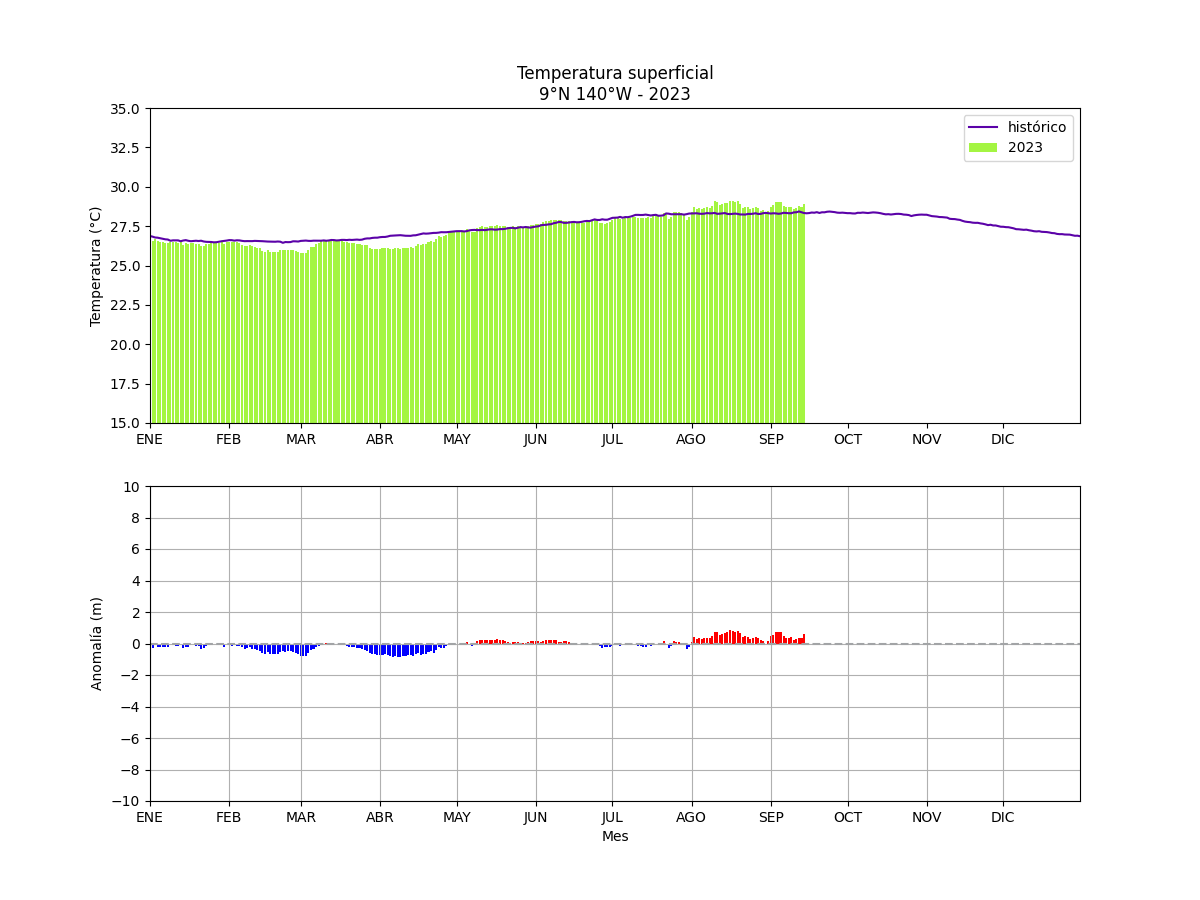 Temperatura superficial
9°N 140°W - 2023
35.0
32.5
30.0
27.5
25.0
22.5
20.0
17.5
15.0
Temperatura (°C)
histórico
2023
ENE FEB MAR ABR MAY JUN JUL AGO SEP OCT NOV DIC
10
8
6
4
2
0
−2
−4
−6
−8
−10
Anomalía (m)
ENE FEB MAR ABR MAY JUN JUL AGO SEP OCT NOV DIC
Mes